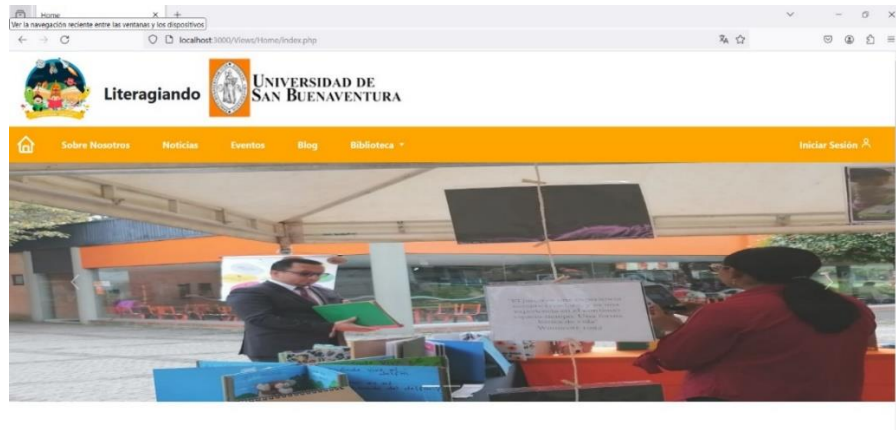 Home
Ver la navegación reciente entre las ventanas y los dispositivos
localhost:3000/Views/Home/index.php
Literagiando
UNIVERSIDAD DE
SAN BUENAVENTURA
Sobre Nosotros Noticias Eventos Blog Biblioteca Iniciar Sesión